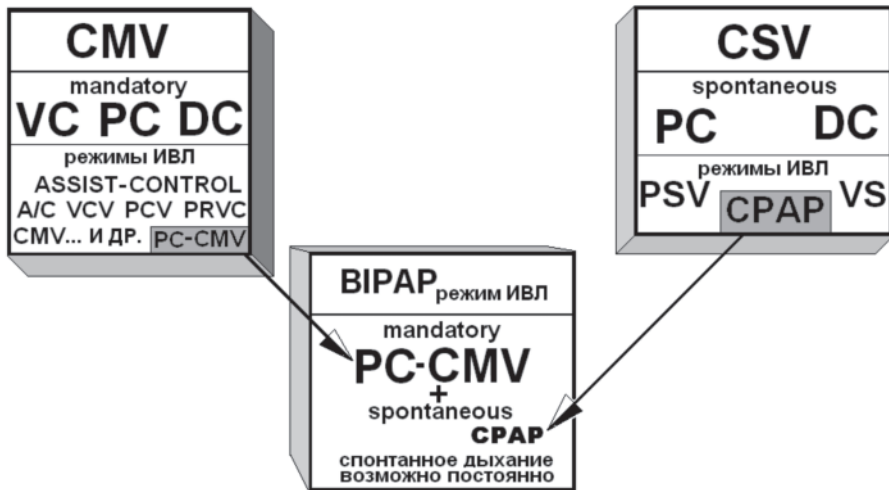 CMV
mandatory
VC PC DC
режимы ИВЛ
ASSIST-CONTROL
A/C VCV PCV PRVC
CMV... И ДР. PC-CMV
CSV
spontaneous
PC DC
режимы ИВЛ
PSV CPAP VS
BIPAP режим ИВЛ
mandatory
PC-CMV
+
spontaneous
CPAP
спонтанное дыхание
возможно постоянно